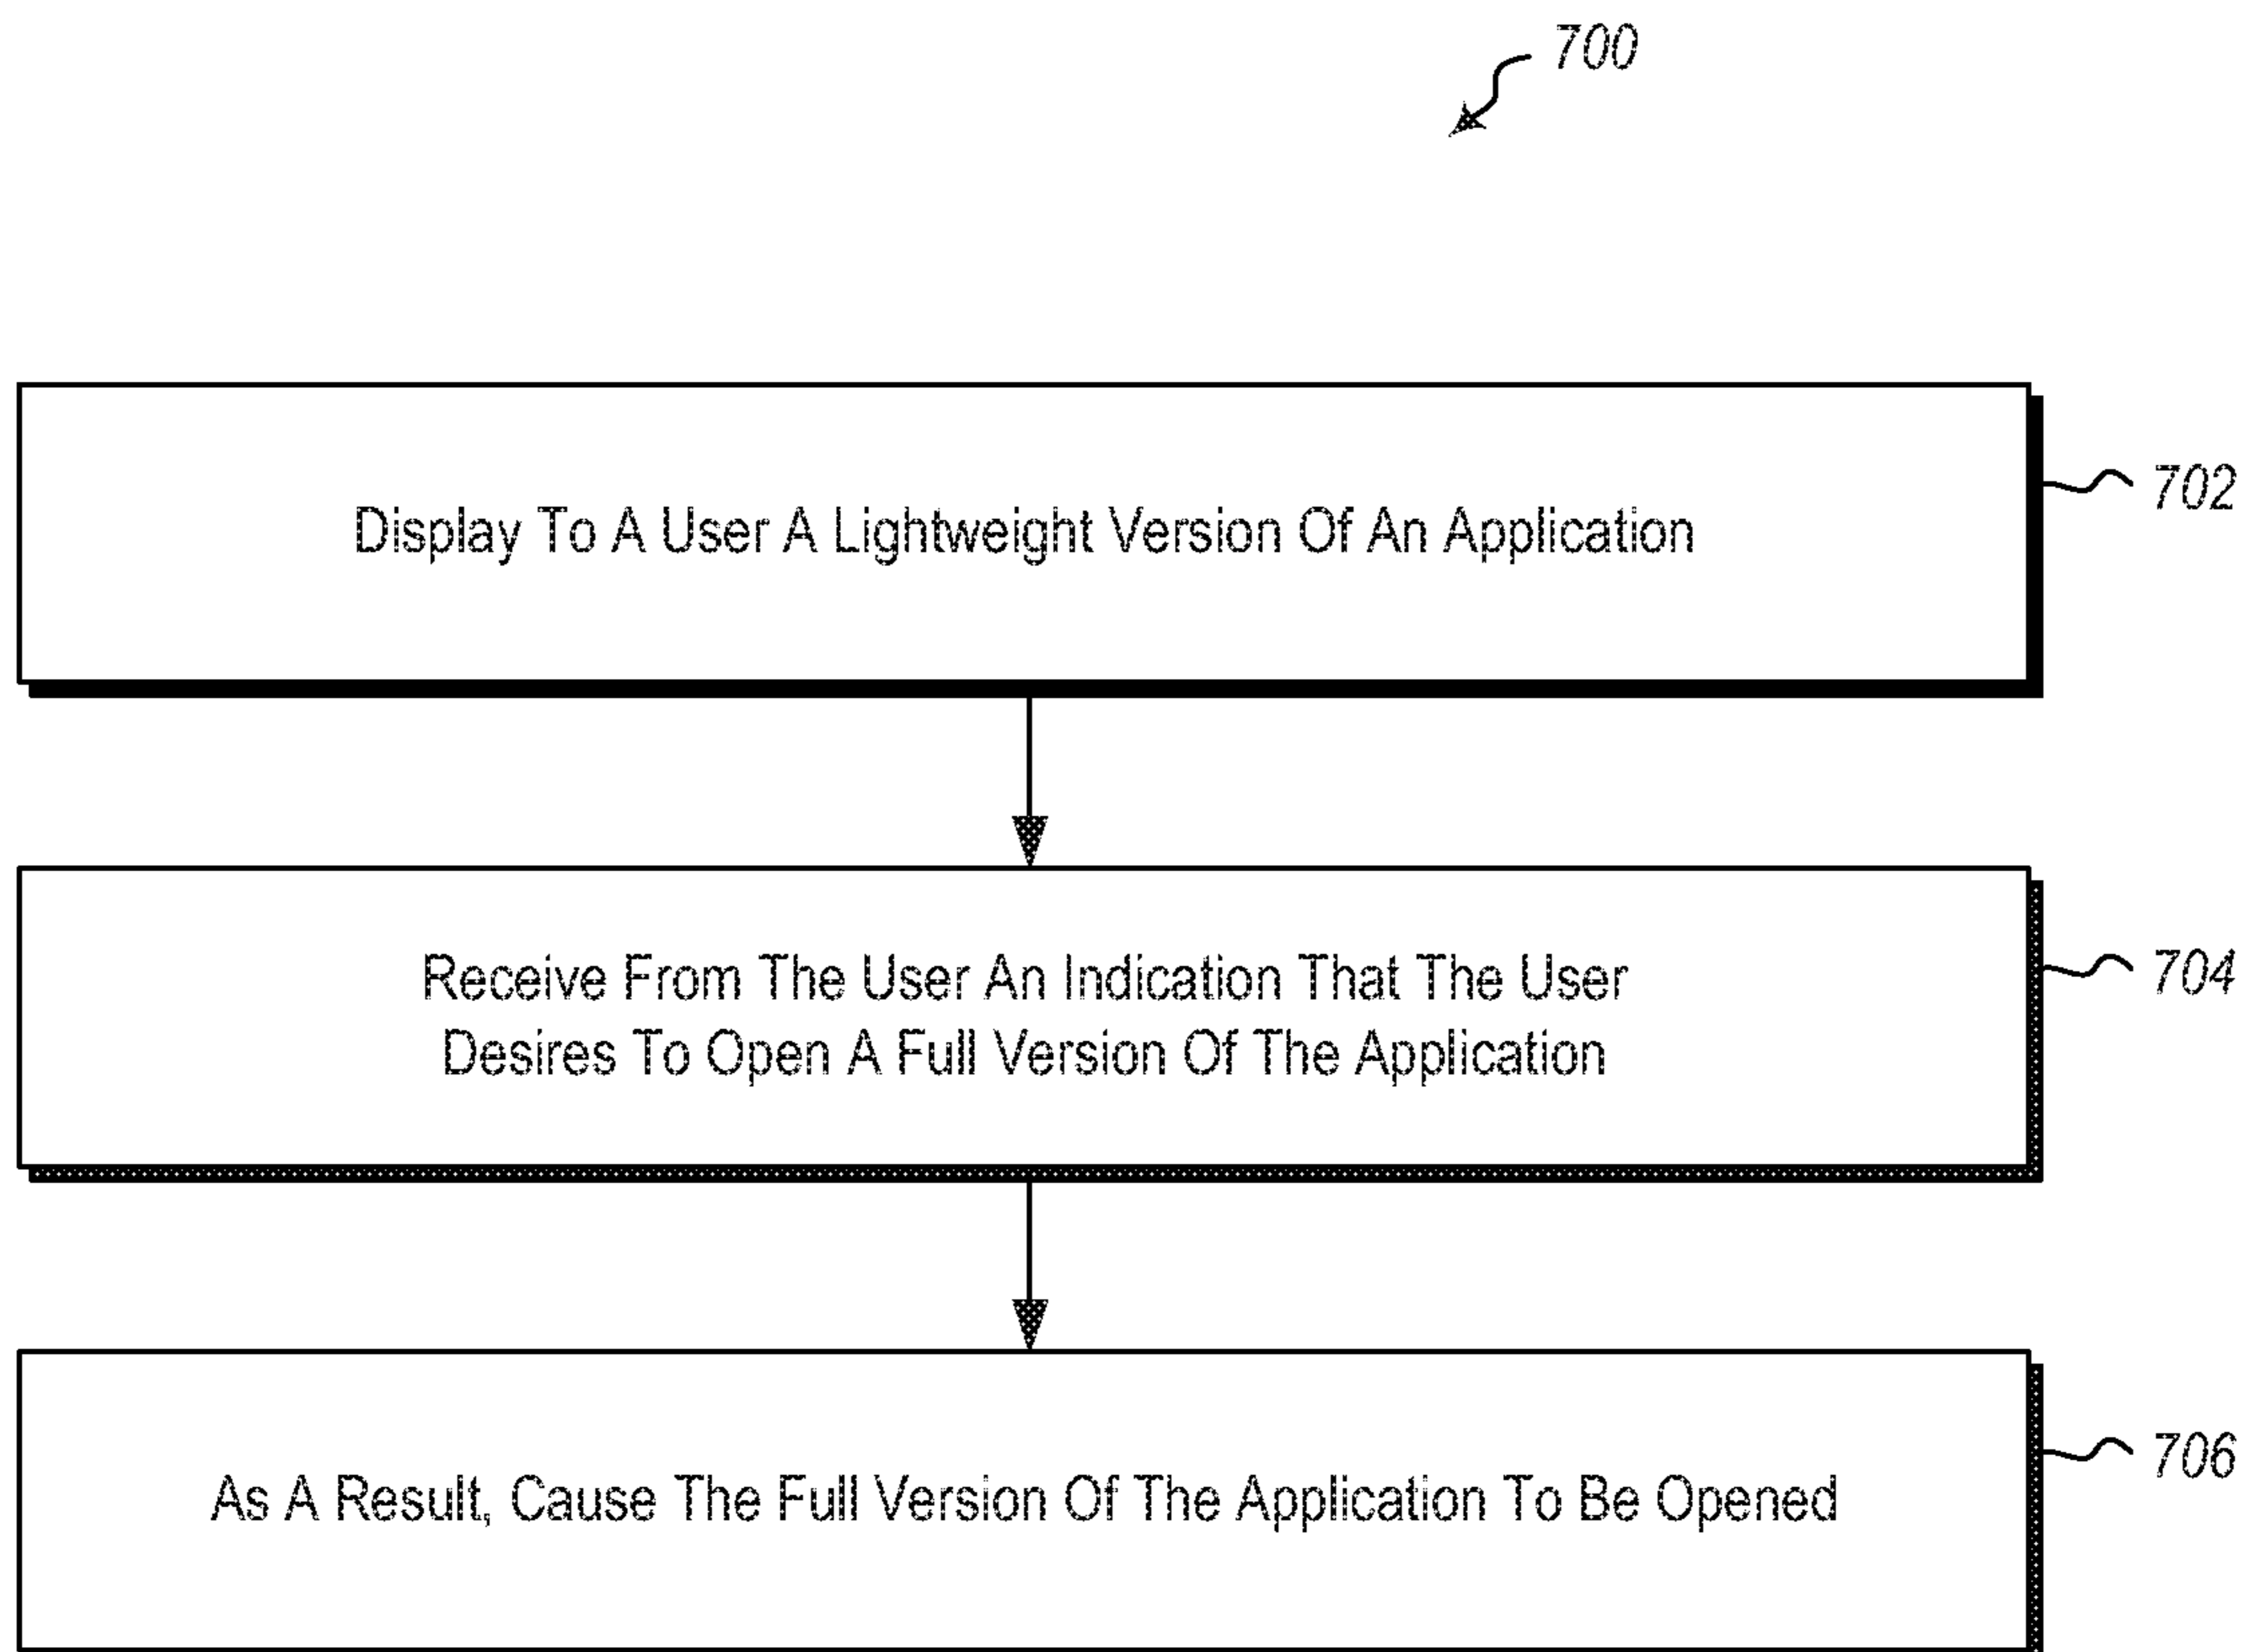 700
Display To A User A Lightweight Version Of An Application
702
Receive From The User An Indication That The User
Desires To Open A Full Version Of The Application
704
As A Result, Cause The Full Version Of The Application To Be Opened
706